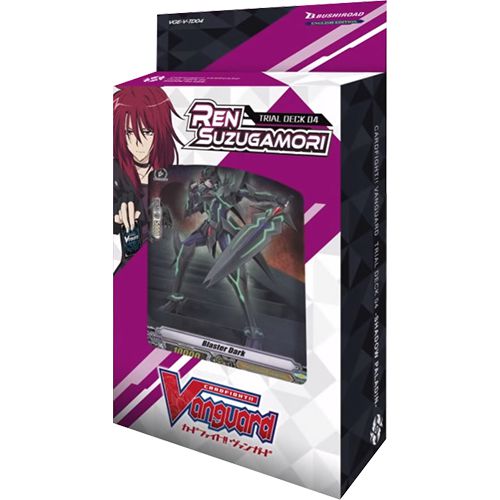 VGE-V-TD04
BUSHIROAD
ENGLISH EDITION
REN
TRIAL DECK 04
SUZUGAMORI
Blaster Dark
10000
CARDFIGHT!!
Vanguard
カードファイト!! ヴァンガード
CARDFIGHT!! VANGUARD TRIAL DECK 04 -SHADOW PALADIN-